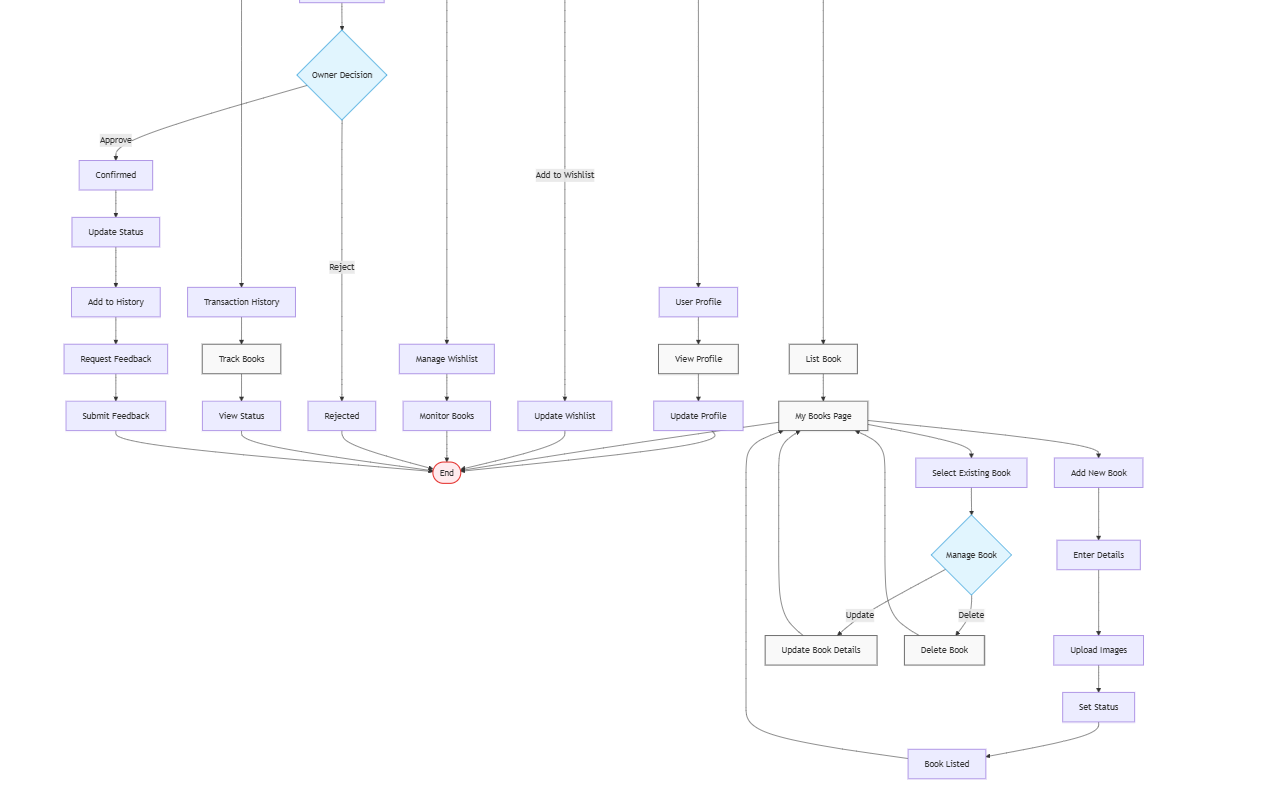 Owner Decision
Approve
Confirmed
Add to Wishlist
Update Status
Reject
Add to History
Transaction History
User Profile
Request Feedback
Track Books
Manage Wishlist
View Profile
List Book
Submit Feedback
View Status
Rejected
Monitor Books
Update Wishlist
Update Profile
My Books Page
End
Select Existing Book
Add New Book
Manage Book
Enter Details
Update
Delete
Update Book Details
Delete Book
Upload Images
Set Status
Book Listed